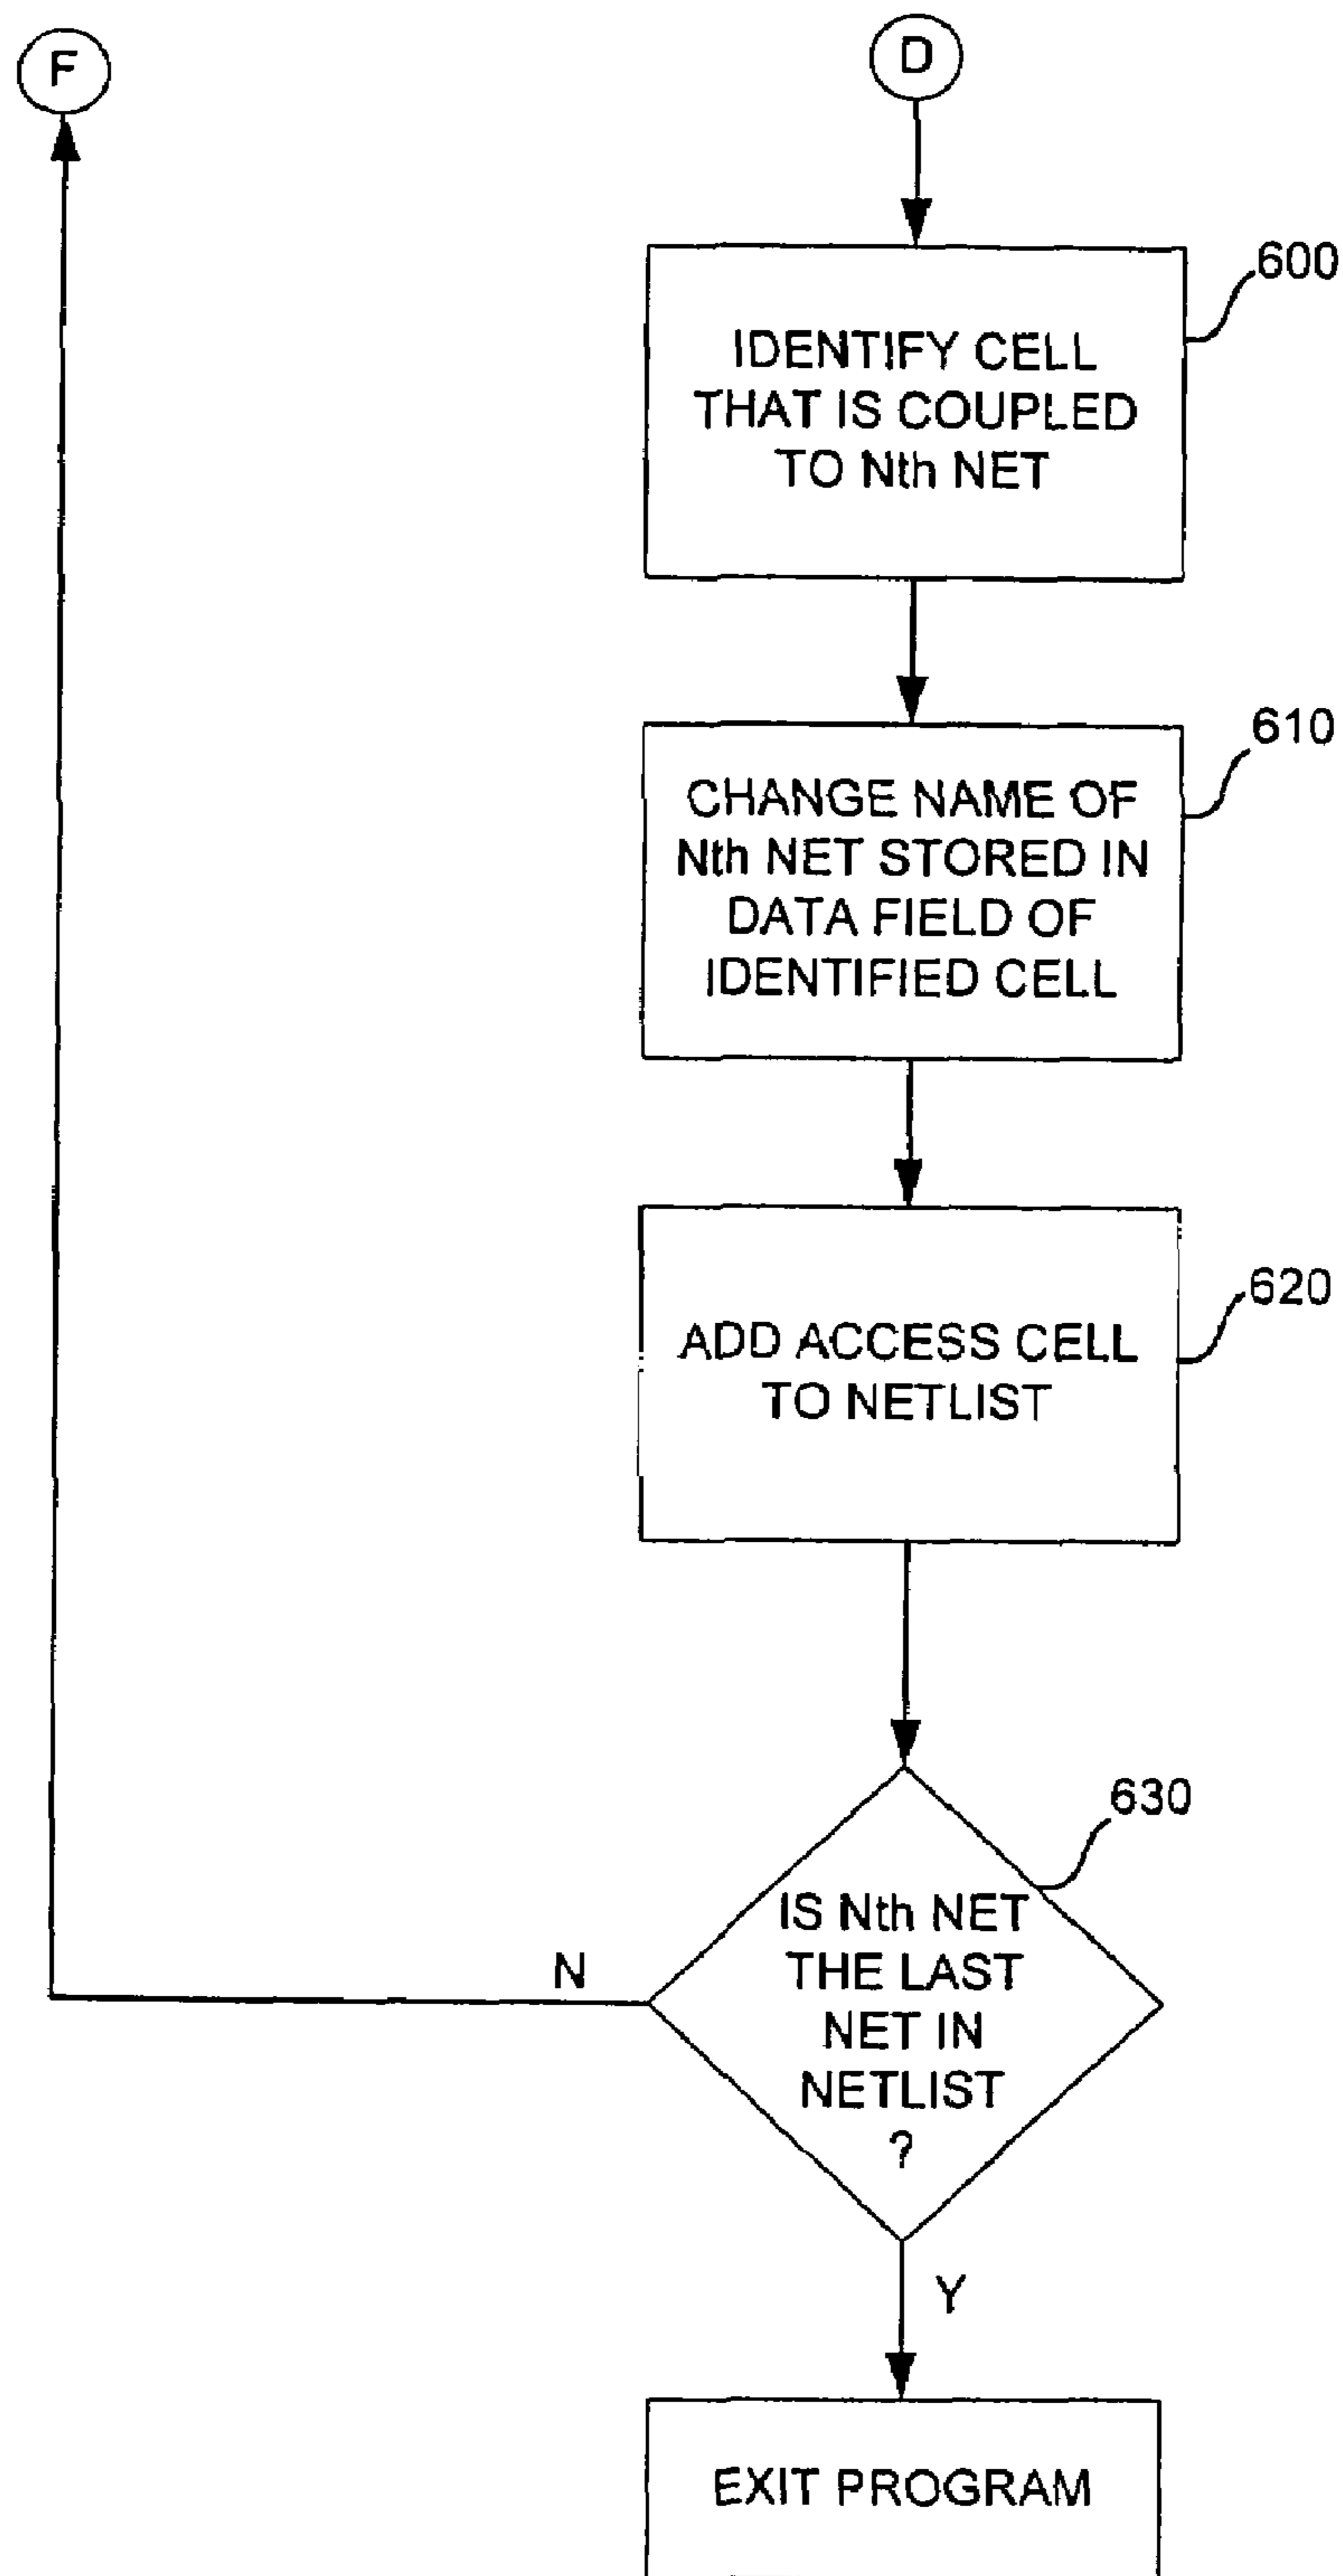 F
D
600
IDENTIFY CELL
THAT IS COUPLED
TO Nth NET
610
CHANGE NAME OF
Nth NET STORED IN
DATA FIELD OF
IDENTIFIED CELL
620
ADD ACCESS CELL
TO NETLIST
630
IS Nth NET
THE LAST
NET IN
NETLIST
?
N
Y
EXIT PROGRAM